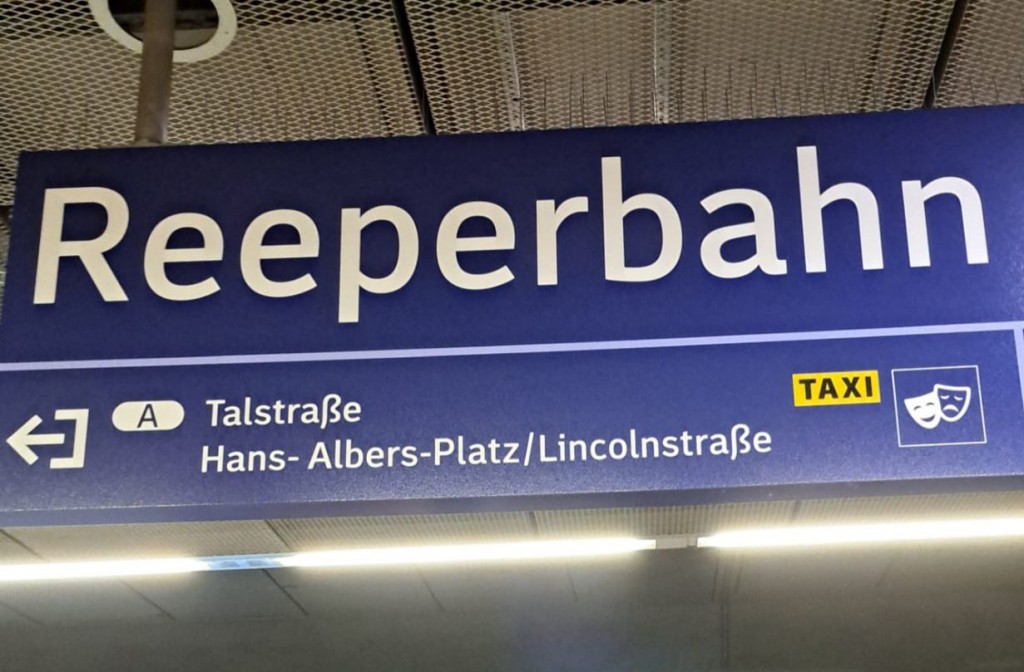 Reeperbahn
A Talstraße TAXI
Hans- Albers-Platz/Lincolnstraße